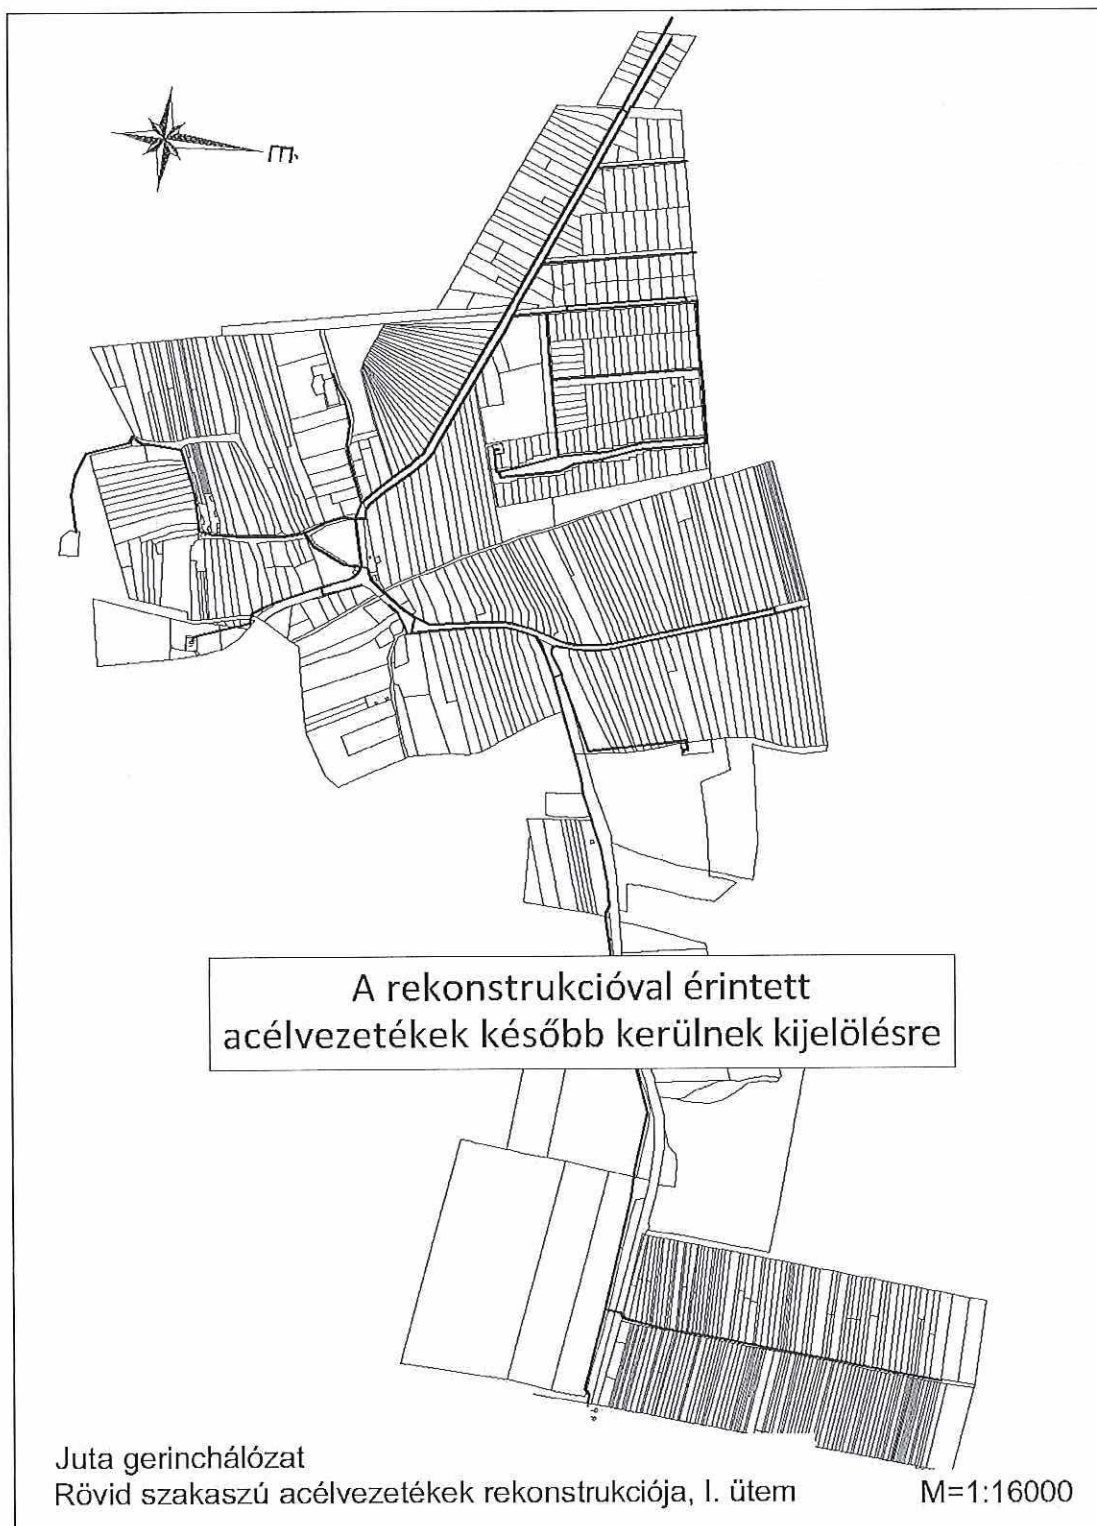 É
A rekonstrukcióval érintett
acélvezetékek később kerülnek kijelölésre
Juta gerinchálózat
Rövid szakaszú acélvezetékek rekonstrukciója, I. ütem
M=1:16000